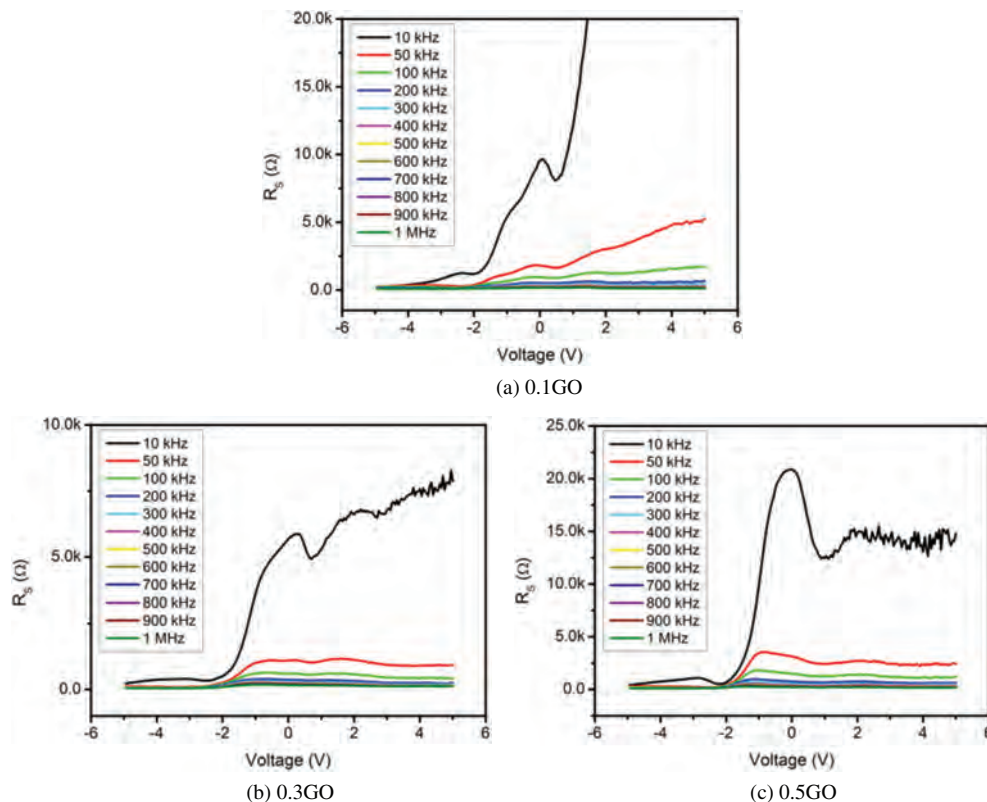 20.0k
15.0k
10.0k
5.0k
0.0
R_S (Ω)
10 kHz
50 kHz
100 kHz
200 kHz
300 kHz
400 kHz
500 kHz
600 kHz
700 kHz
800 kHz
900 kHz
1 MHz
-6 -4 -2 0 2 4 6
Voltage (V)
(a) 0.1GO
10.0k
5.0k
0.0
R_S (Ω)
10 kHz
50 kHz
100 kHz
200 kHz
300 kHz
400 kHz
500 kHz
600 kHz
700 kHz
800 kHz
900 kHz
1 MHz
-6 -4 -2 0 2 4 6
Voltage (V)
(b) 0.3GO
25.0k
20.0k
15.0k
10.0k
5.0k
0.0
R_S (Ω)
10 kHz
50 kHz
100 kHz
200 kHz
300 kHz
400 kHz
500 kHz
600 kHz
700 kHz
800 kHz
900 kHz
1 MHz
-6 -4 -2 0 2 4 6
Voltage (V)
(c) 0.5GO